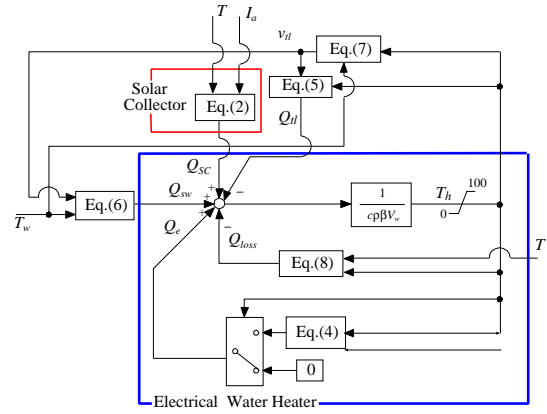 T I_a
v_tl
Eq.(7)
Solar
Collector
Eq.(2)
Eq.(5)
Q_tl
Q_SC
Eq.(6)
Q_sw
+ + + − −
T_w
Q_e
Q_loss
1
cρβV_w
T_h
100
0
T
Eq.(8)
Eq.(4)
0
Electrical Water Heater